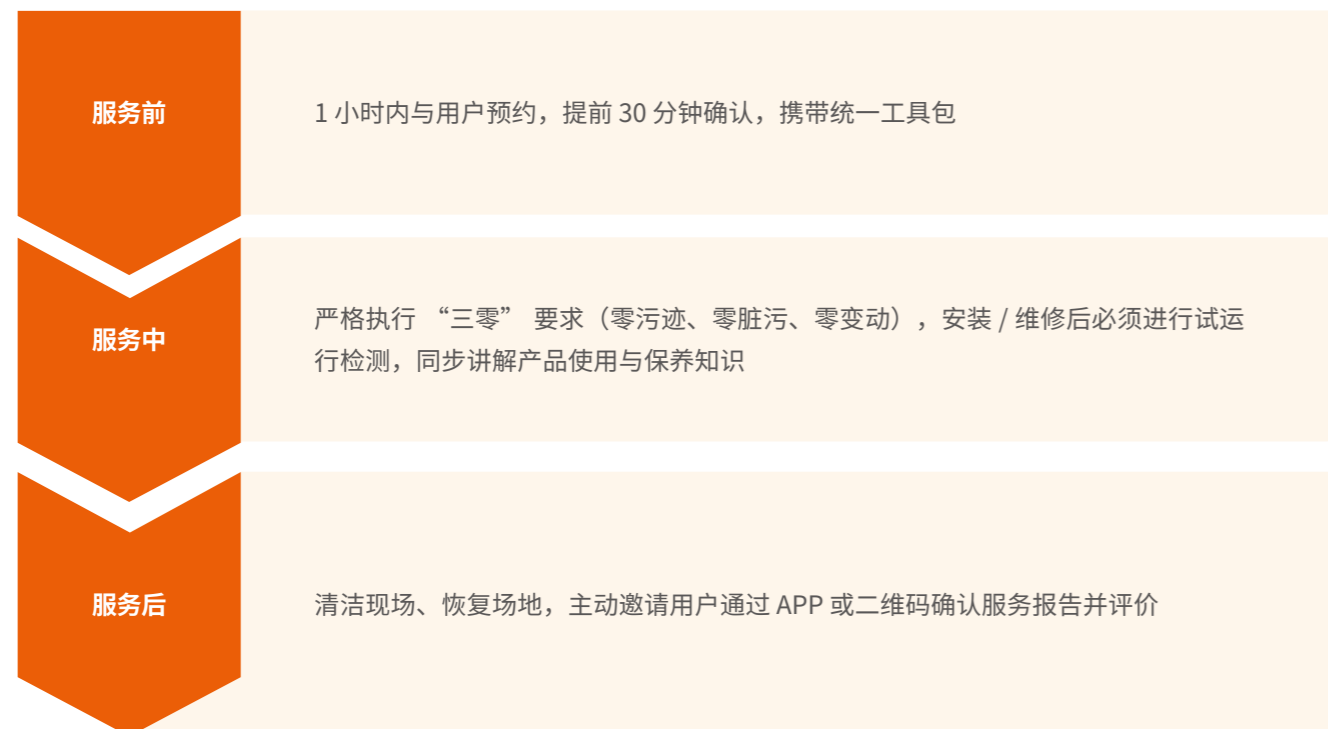 服务前
1 小时内与用户预约，提前 30 分钟确认，携带统一工具包
服务中
严格执行 “三零” 要求（零污迹、零脏污、零变动），安装 / 维修后必须进行试运
行检测，同步讲解产品使用与保养知识
服务后
清洁现场、恢复场地，主动邀请用户通过 APP 或二维码确认服务报告并评价